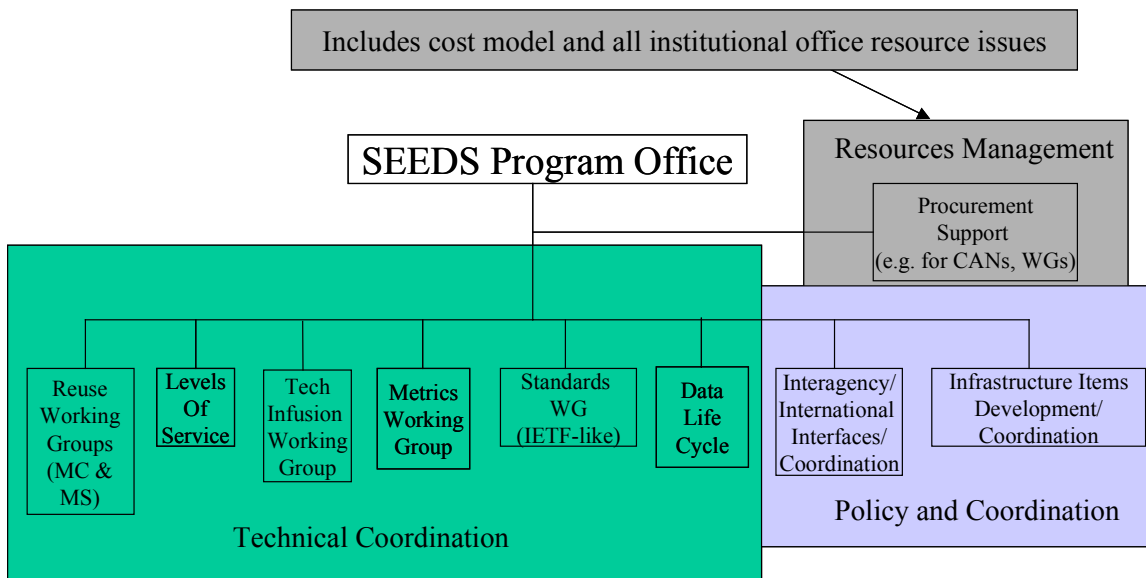 Includes cost model and all institutional office resource issues
SEEDS Program Office
Resources Management
Procurement
Support
(e.g. for CANs, WGs)
Reuse
Working
Groups
(MC &
MS)
Levels
Of
Service
Tech
Infusion
Working
Group
Metrics
Working
Group
Standards
WG
(IETF-like)
Data
Life
Cycle
Interagency/
International
Interfaces/
Coordination
Infrastructure Items
Development/
Coordination
Technical Coordination
Policy and Coordination